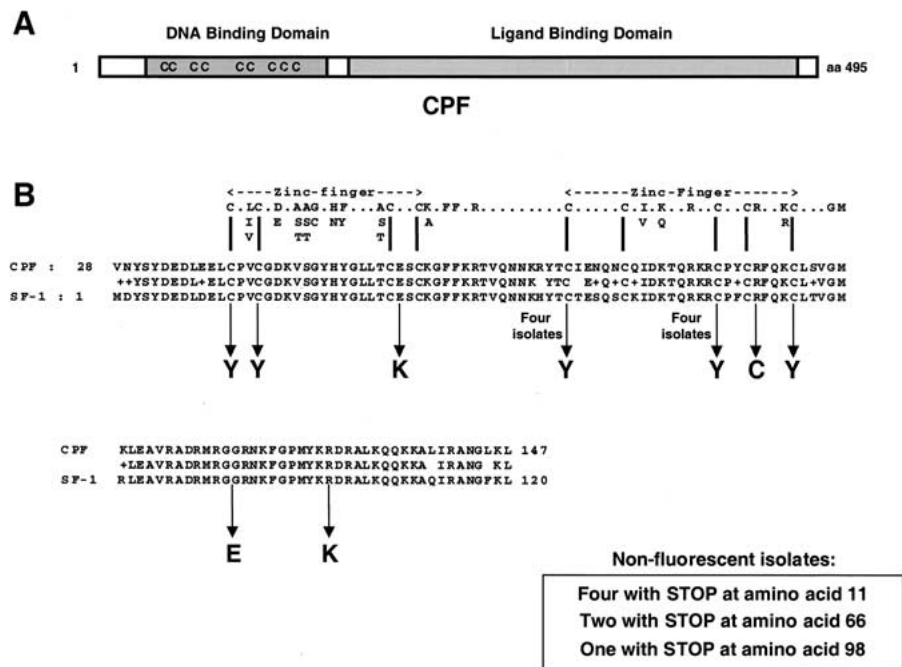 A
DNA Binding Domain
Ligand Binding Domain
1 CC CC CC CCC aa 495
CPF
B
<----Zinc-finger----> <----Zinc-Finger---->
C.LC.D.AAG.HF...AC..CK.FF.R.........C.....C.I.K..R..C..CR..KC...GM
I E SSC NY S A V Q R
V TT T
CPF : 28 VNYSYDEDLEELCPVCGDKVSGYHYGLLTCESCKGFFKRTVQNNKRYTCIENQNCQIDKTQRKRCPYCRFQKCLSVGM
++YSYDEDL+ELCPVCGDKVSGYHYGLLTCESCKGFFKRTVQNNK YTC E+Q+C+IDKTQRKRCP+CRFQKCL+VGM
SF-1 : 1 MDYSYDEDLDELCPVCGDKVSGYHYGLLTCESCKGFFKRTVQNNKHYTCTESQSCKIDKTQRKRCPFCRFQKCLTVGM
Four isolates
Four isolates
Y Y K Y Y C Y
CPF KLEAVRADRMRGGRNKFGPMYKRDRALKQQKKALIRANGLKL 147
+LEAVRADRMRGGRNKFGPMYKRDRALKQQKKA IRANG KL
SF-1 RLEAVRADRMRGGRNKFGPMYKRDRALKQQKKAQIRANGFKL 120
E K
Non-fluorescent isolates:
Four with STOP at amino acid 11
Two with STOP at amino acid 66
One with STOP at amino acid 98